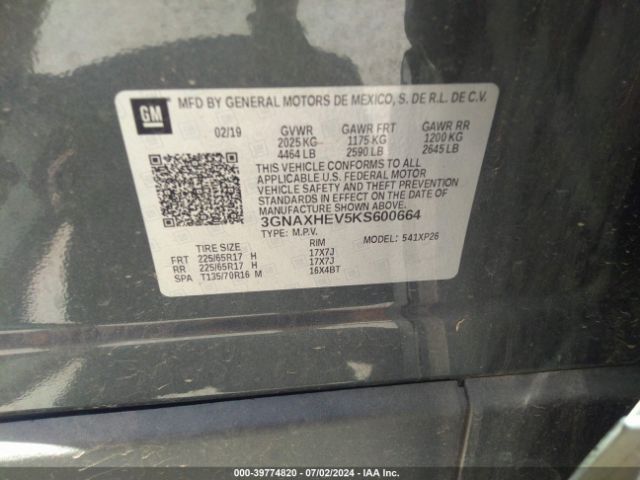 GM
MFD BY GENERAL MOTORS DE MEXICO, S. DE R.L. DE C.V.
02/19 GVWR GAWR FRT GAWR RR
2025 KG 1175 KG 1200 KG
4464 LB 2590 LB 2645 LB
THIS VEHICLE CONFORMS TO ALL
APPLICABLE U.S. FEDERAL MOTOR
VEHICLE SAFETY AND THEFT PREVENTION
STANDARDS IN EFFECT ON THE DATE
OF MANUFACTURE SHOWN ABOVE.
3GNAXHEV5KS600664
TYPE: M.P.V. MODEL: 541XP26
TIRE SIZE RIM
FRT 225/65R17 H 17X7J
RR 225/65R17 H 17X7J
SPA T135/70R16 M 16X4BT
000-39774820 - 07/02/2024 - IAA Inc.